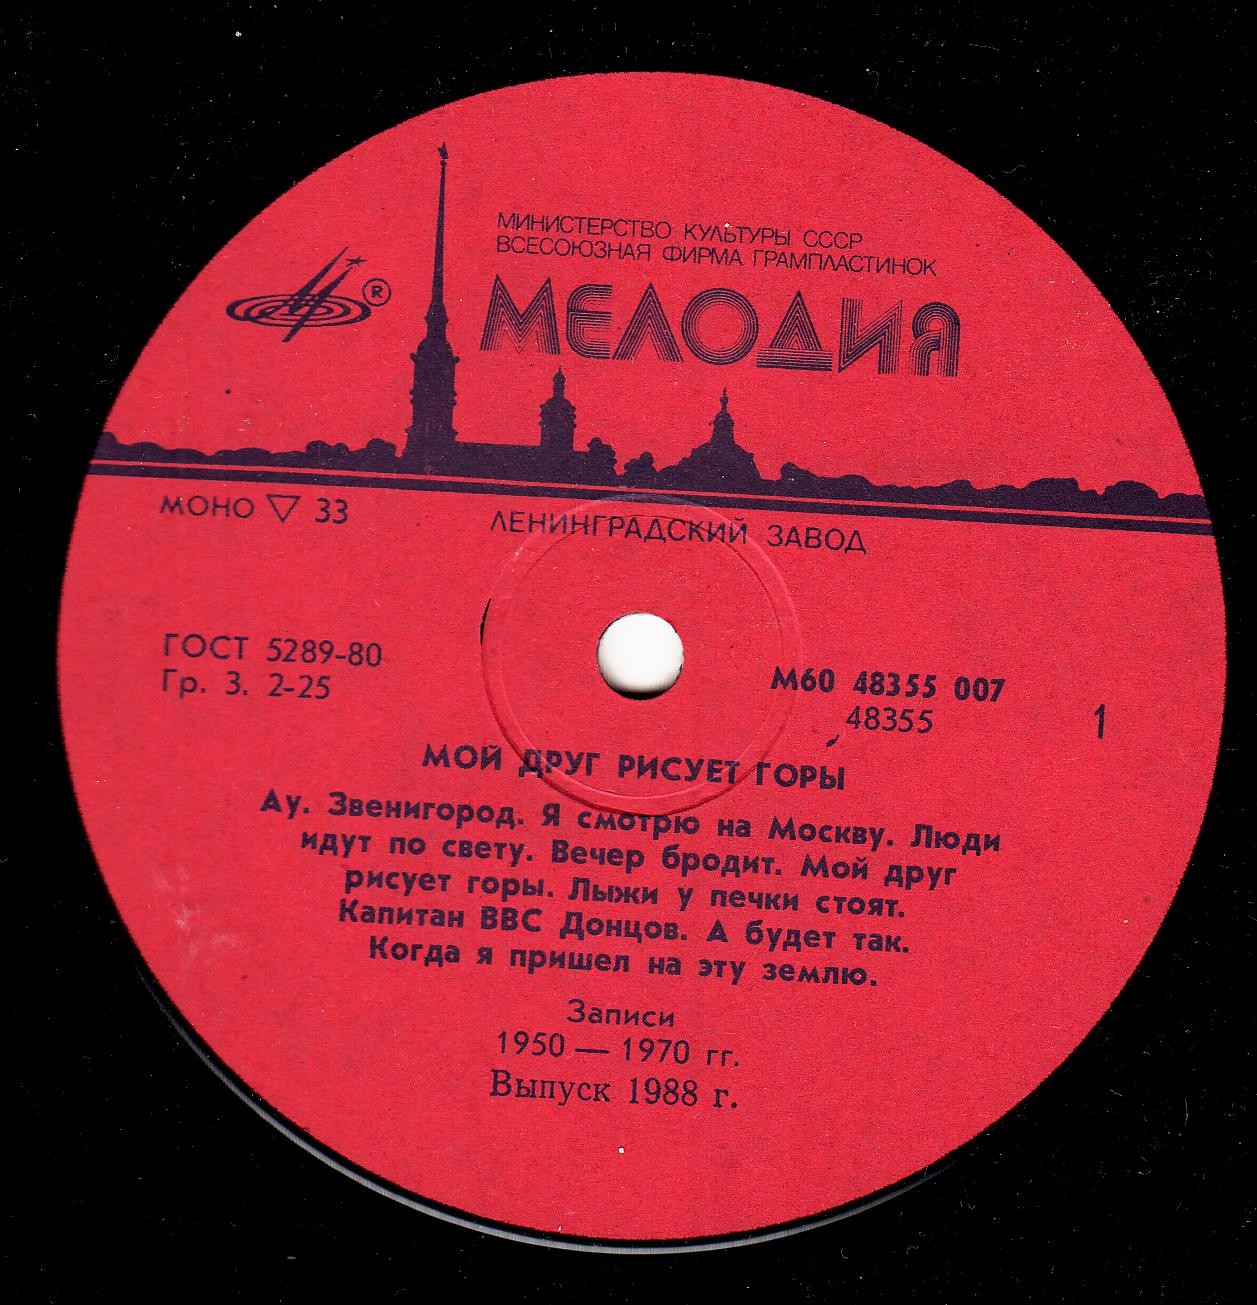 МИНИСТЕРСТВО КУЛЬТУРЫ СССР
ВСЕСОЮЗНАЯ ФИРМА ГРАМПЛАСТИНОК
®
МЕЛОДИЯ
МОНО ▽ 33
ЛЕНИНГРАДСКИЙ ЗАВОД
ГОСТ 5289-80
Гр. 3. 2-25
М60 48355 007
48355
1
МОЙ ДРУГ РИСУЕТ ГОРЫ
Ау. Звенигород. Я смотрю на Москву. Люди
идут по свету. Вечер бродит. Мой друг
рисует горы. Лыжи у печки стоят.
Капитан ВВС Донцов. А будет так.
Когда я пришел на эту землю.
Записи
1950 — 1970 гг.
Выпуск 1988 г.